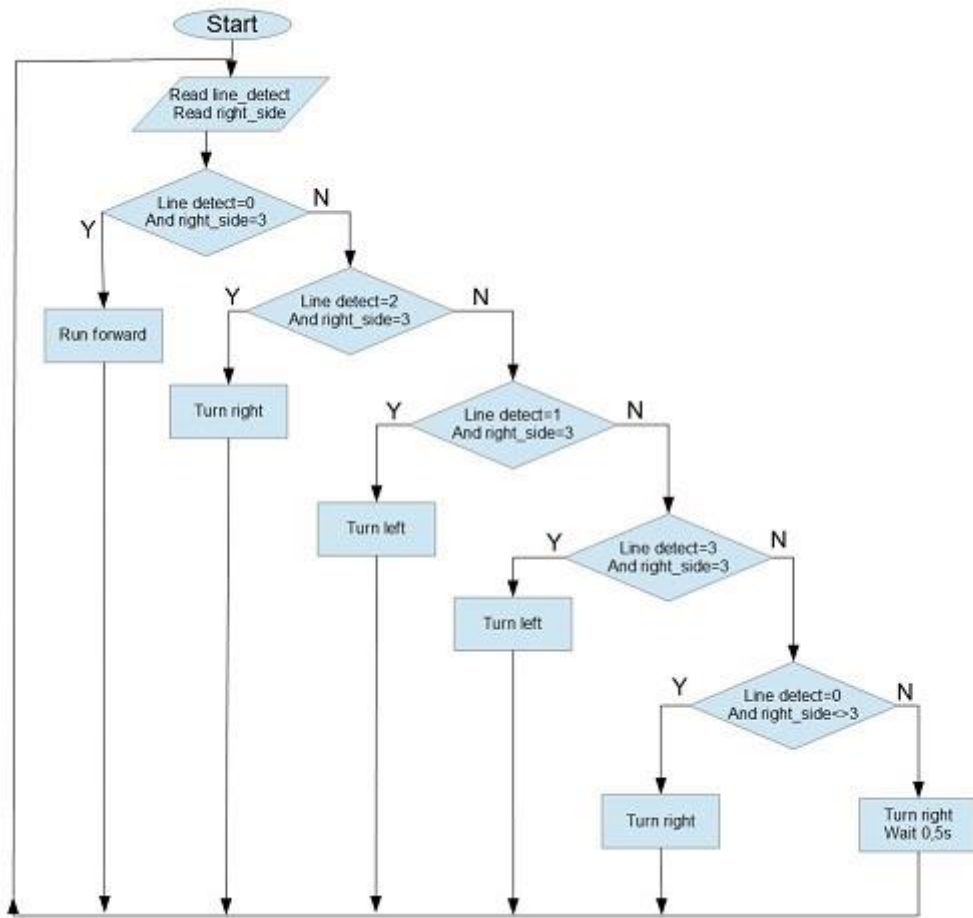 Start
Read line_detect
Read right_side
Line detect=0
And right_side=3
Y
N
Run forward
Line detect=2
And right_side=3
Y
N
Turn right
Line detect=1
And right_side=3
Y
N
Turn left
Line detect=3
And right_side=3
Y
N
Turn left
Line detect=0
And right_side<>3
Y
N
Turn right
Turn right
Wait 0,5s